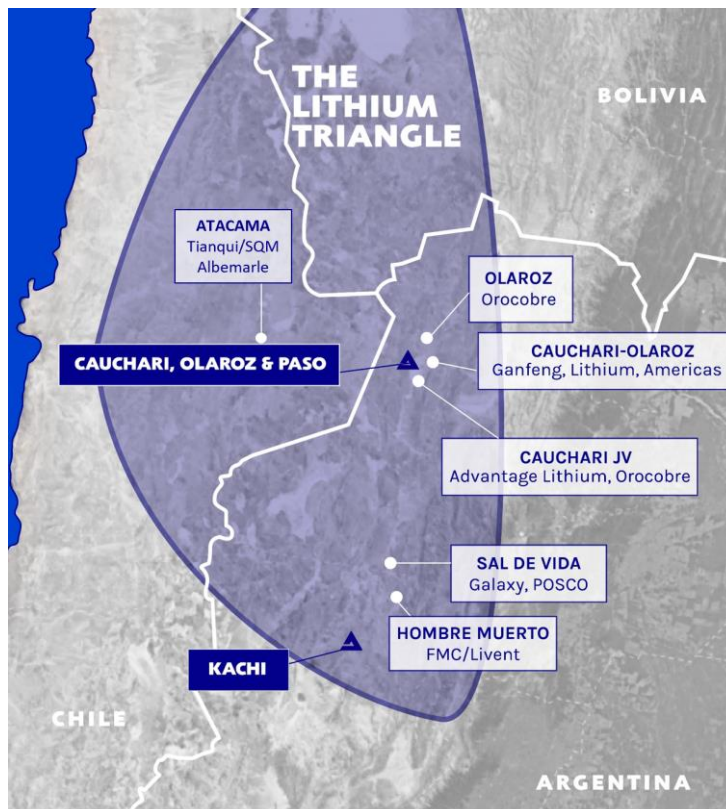 THE
LITHIUM
TRIANGLE
BOLIVIA
ATACAMA
Tianqui/SQM
Albemarle
OLAROZ
Orocobre
CAUCHARI, OLAROZ & PASO
CAUCHARI-OLAROZ
Ganfeng, Lithium, Americas
CAUCHARI JV
Advantage Lithium, Orocobre
SAL DE VIDA
Galaxy, POSCO
HOMBRE MUERTO
FMC/Livent
KACHI
CHILE
ARGENTINA